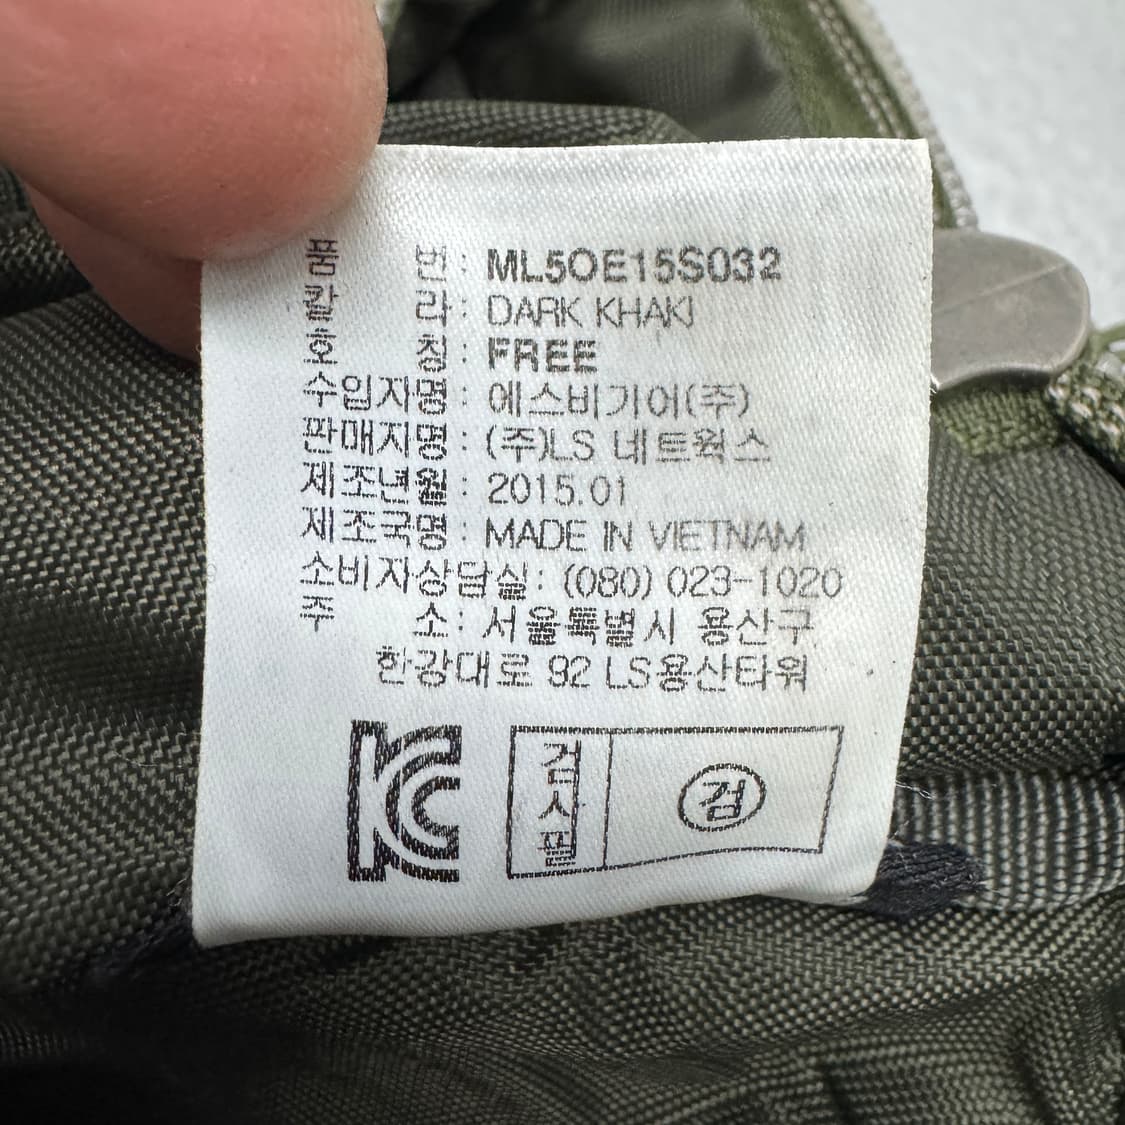 품 번: ML5OE15S032
칼 라: DARK KHAKI
호 칭: FREE
수입자명: 에스비기어(주)
판매자명: (주)LS 네트웍스
제조년월: 2015.01
제조국명: MADE IN VIETNAM
소비자상담실: (080) 023-1020
주 소: 서울특별시 용산구
한강대로 92 LS용산타워
KC
검사필
검